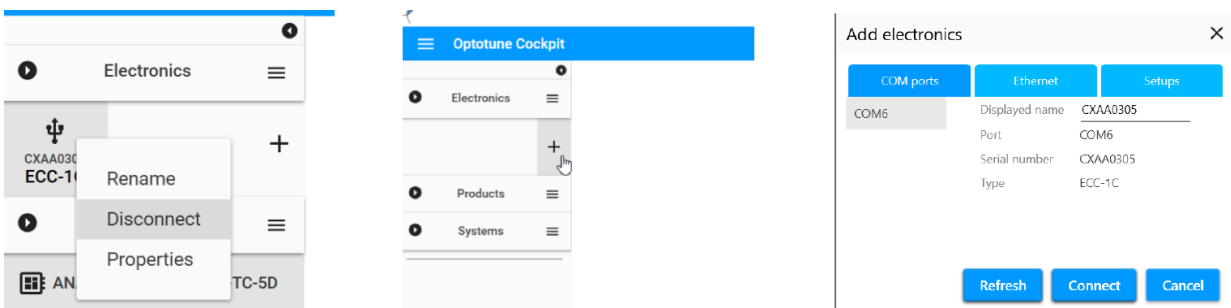 Electronics
CXAA030
ECC-1
Rename
Disconnect
Properties
AN
-TC-5D
Optotune Cockpit
Electronics
Products
Systems
Add electronics
COM ports Ethernet Setups
COM6 Displayed name CXAA0305
Port COM6
Serial number CXAA0305
Type ECC-1C
Refresh Connect Cancel